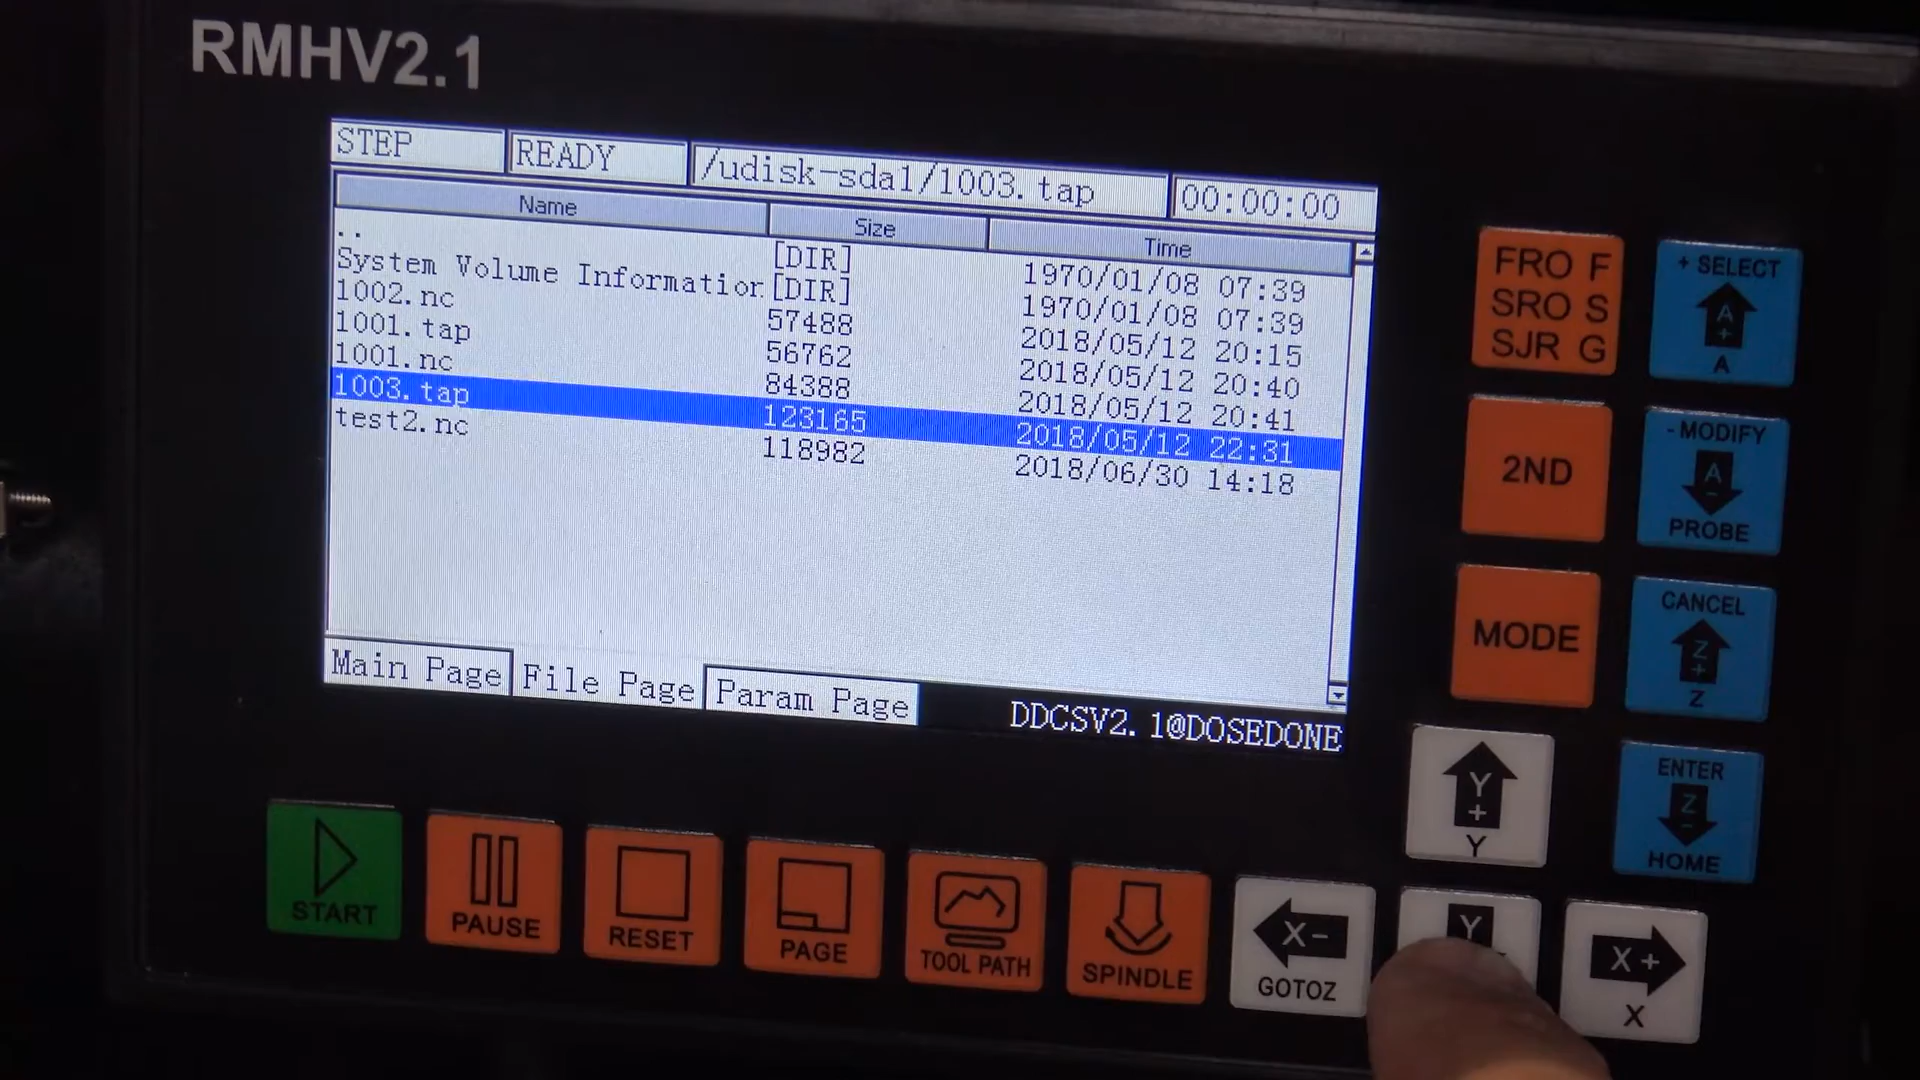 RMHV2.1
STEP READY /udisk-sda1/1003.tap 00:00:00
Name Size Time
.. [DIR] 1970/01/08 07:39
System Volume Information [DIR] 1970/01/08 07:39
1002.nc 57488 2018/05/12 20:15
1001.tap 56762 2018/05/12 20:40
1001.nc 84388 2018/05/12 20:41
1003.tap 123165 2018/05/12 22:31
test2.nc 118982 2018/06/30 14:18
Main Page File Page Param Page DDCSV2.1@DOSEDONE
FRO F
SRO S
SJR G
+ SELECT
A
+
A
2ND
- MODIFY
A
-
PROBE
MODE
CANCEL
Z
+
Z
Y
+
Y
ENTER
Z
-
HOME
START
PAUSE
RESET
PAGE
TOOL PATH
SPINDLE
X-
GOTOZ
Y
X+
X